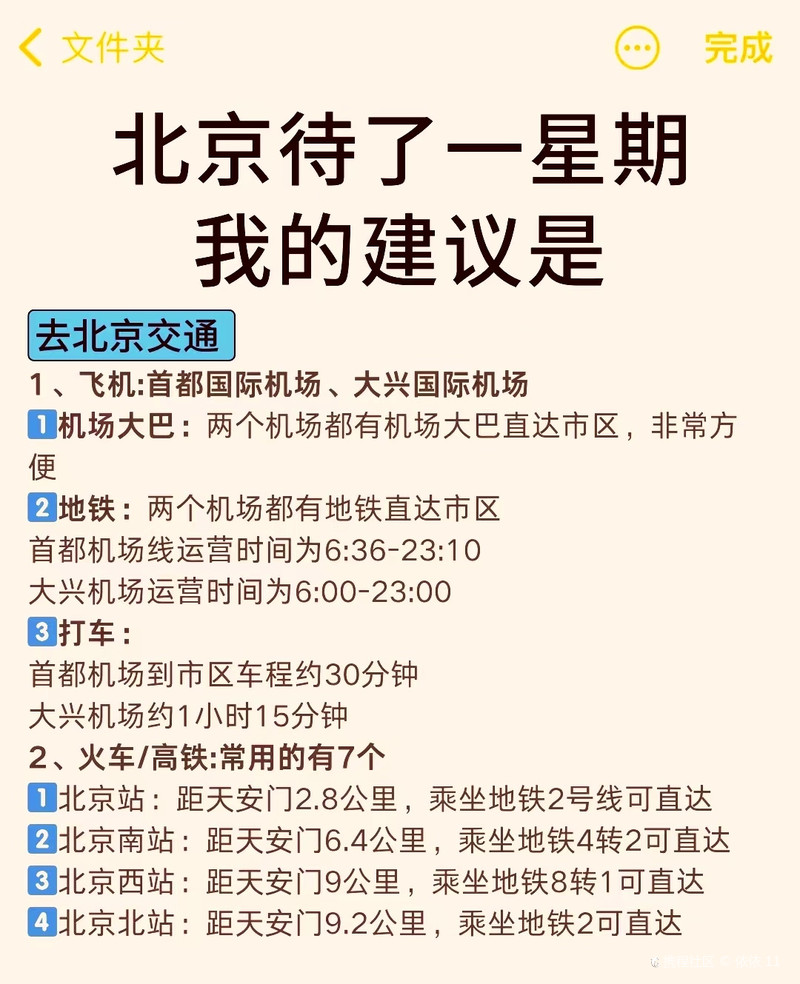 文件夹
完成
北京待了一星期
我的建议是
去北京交通
1、飞机:首都国际机场、大兴国际机场
1机场大巴：两个机场都有机场大巴直达市区，非常方
便
2地铁：两个机场都有地铁直达市区
首都机场线运营时间为6:36-23:10
大兴机场运营时间为6:00-23:00
3打车：
首都机场到市区车程约30分钟
大兴机场约1小时15分钟
2、火车/高铁:常用的有7个
1北京站：距天安门2.8公里，乘坐地铁2号线可直达
2北京南站：距天安门6.4公里，乘坐地铁4转2可直达
3北京西站：距天安门9公里，乘坐地铁8转1可直达
4北京北站：距天安门9.2公里，乘坐地铁2可直达